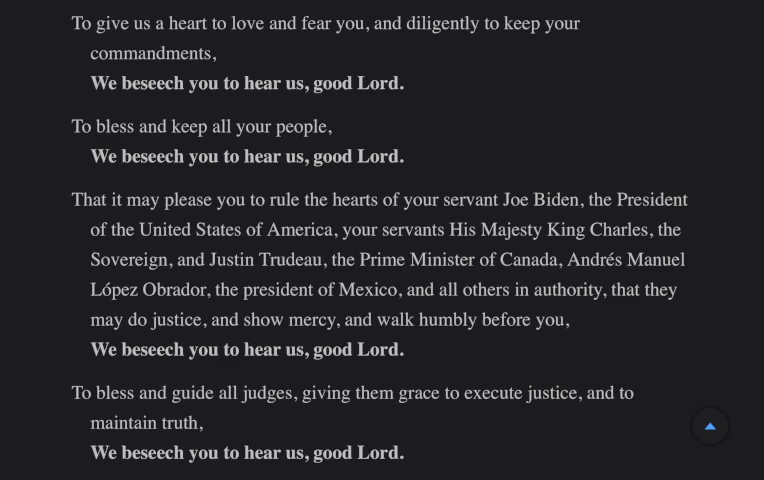 To give us a heart to love and fear you, and diligently to keep your
commandments,
We beseech you to hear us, good Lord.
To bless and keep all your people,
We beseech you to hear us, good Lord.
That it may please you to rule the hearts of your servant Joe Biden, the President
of the United States of America, your servants His Majesty King Charles, the
Sovereign, and Justin Trudeau, the Prime Minister of Canada, Andrés Manuel
López Obrador, the president of Mexico, and all others in authority, that they
may do justice, and show mercy, and walk humbly before you,
We beseech you to hear us, good Lord.
To bless and guide all judges, giving them grace to execute justice, and to
maintain truth,
We beseech you to hear us, good Lord.